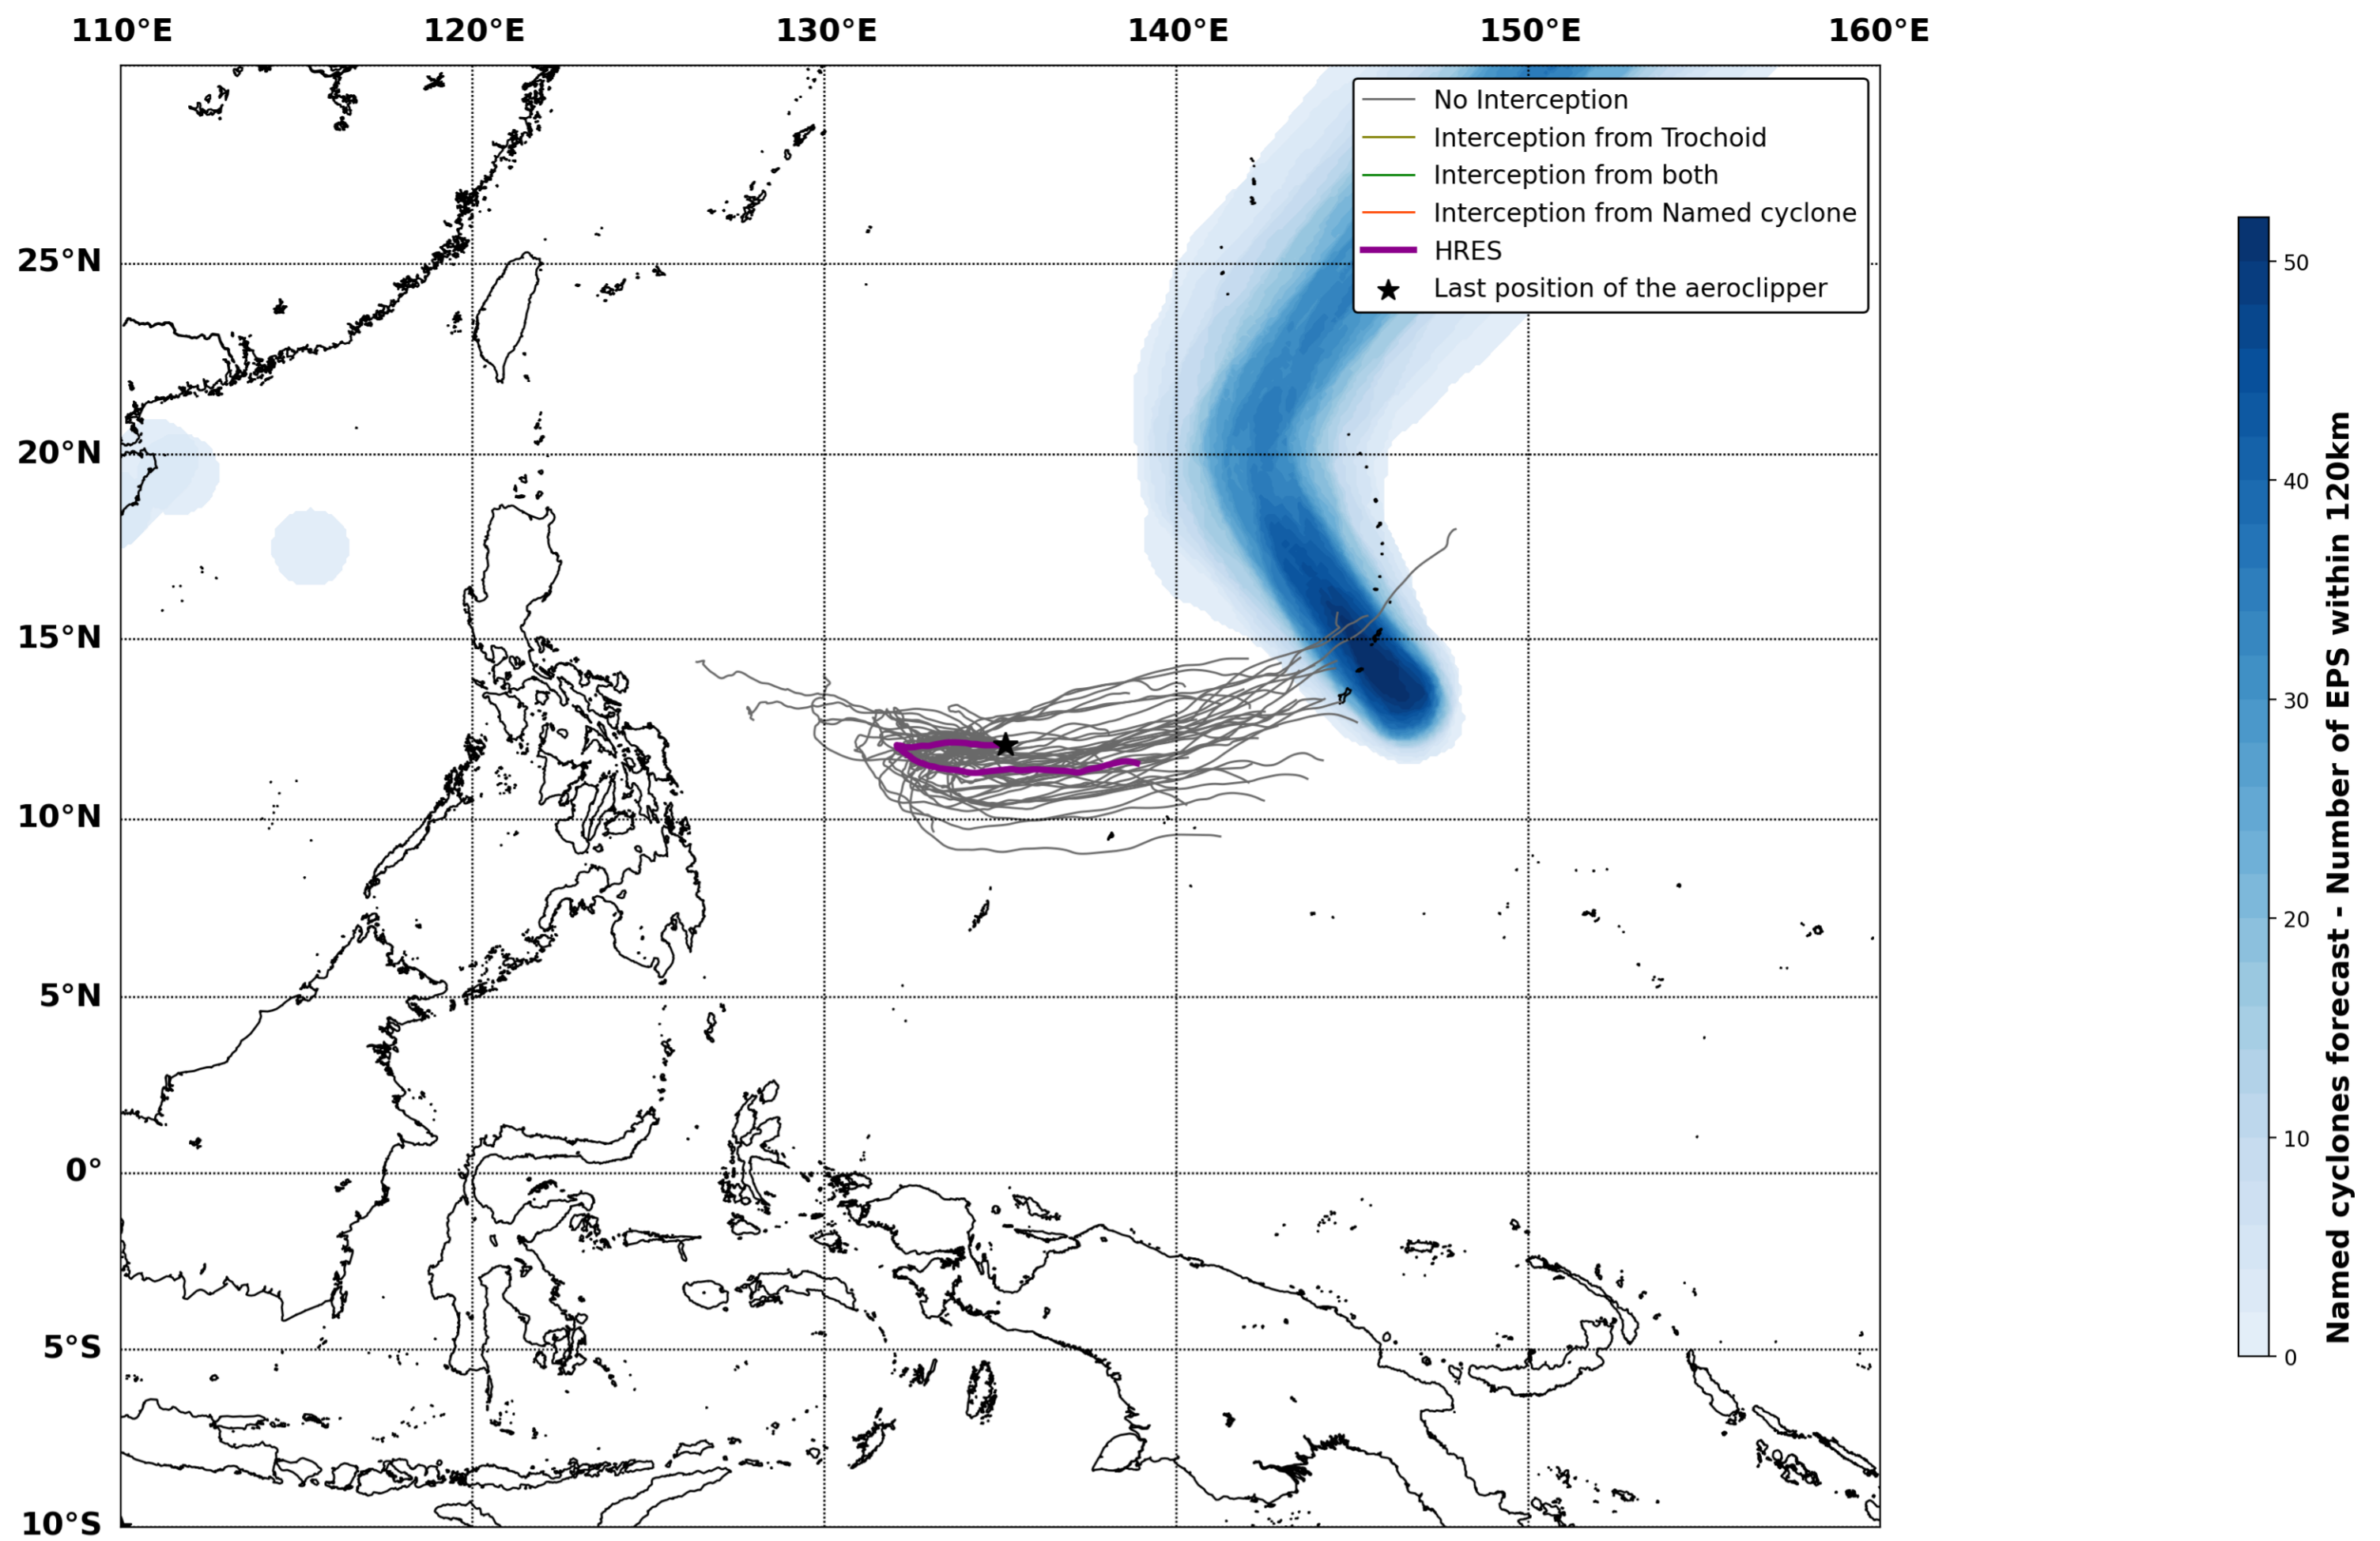 110°E 120°E 130°E 140°E 150°E 160°E
No Interception
Interception from Trochoid
Interception from both
Interception from Named cyclone
HRES
Last position of the aeroclipper
25°N
20°N
15°N
10°N
5°N
0°
5°S
10°S
50
40
30
20
10
0
Named cyclones forecast - Number of EPS within 120km